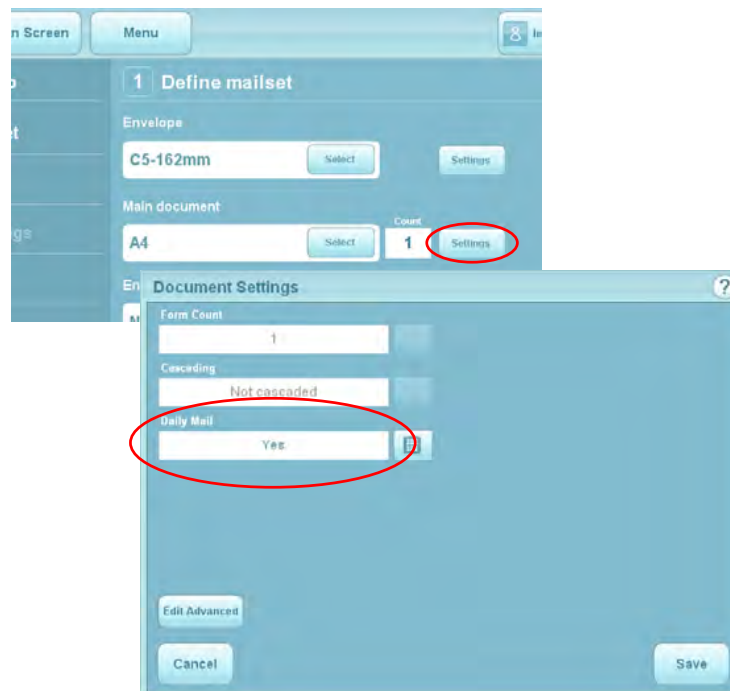 n Screen
Menu
1 Define mailset
Envelope
C5-162mm
Select
Settings
Main document
Count
A4
Select
1
Settings
En
Document Settings
?
Form Count
1
Cascading
Not cascaded
Daily Mail
Yes
Edit Advanced
Cancel
Save